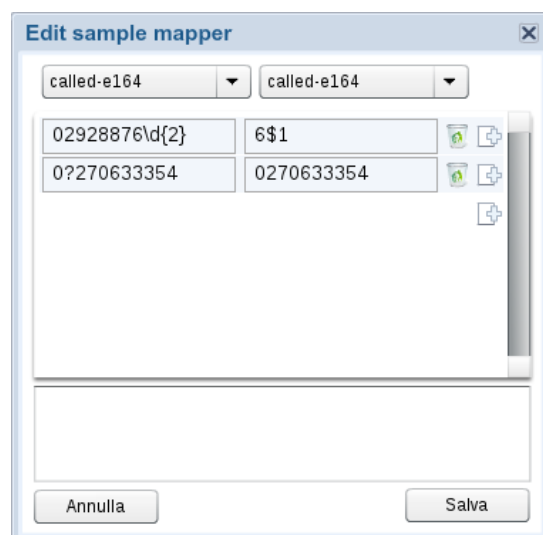 Edit sample mapper
called-e164 called-e164
02928876\d{2} 6$1
0?270633354 0270633354
Annulla Salva